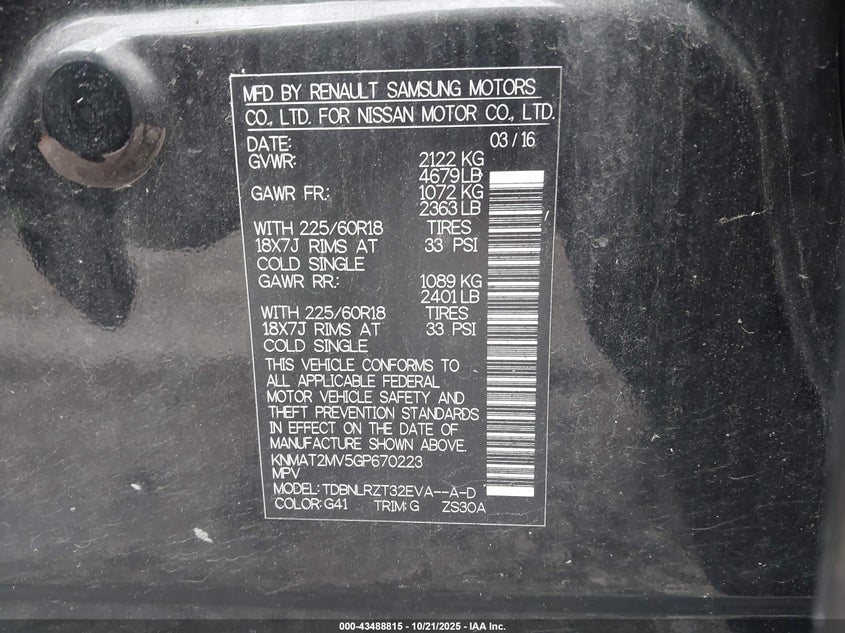 MFD BY RENAULT SAMSUNG MOTORS
CO., LTD. FOR NISSAN MOTOR CO., LTD.
DATE: 03/16
GVWR: 2122 KG
4679 LB
GAWR FR.: 1072 KG
2363 LB
WITH 225/60R18 TIRES
18X7J RIMS AT 33 PSI
COLD SINGLE
GAWR RR.: 1089 KG
2401 LB
WITH 225/60R18 TIRES
18X7J RIMS AT 33 PSI
COLD SINGLE
THIS VEHICLE CONFORMS TO
ALL APPLICABLE FEDERAL
MOTOR VEHICLE SAFETY AND
THEFT PREVENTION STANDARDS
IN EFFECT ON THE DATE OF
MANUFACTURE SHOWN ABOVE.
KNMAT2MV5GP670223
MPV
MODEL: TDBNLRZT32EVA--A-D
COLOR: G41 TRIM: G ZS30A
000-43488815 - 10/21/2025 - IAA Inc.